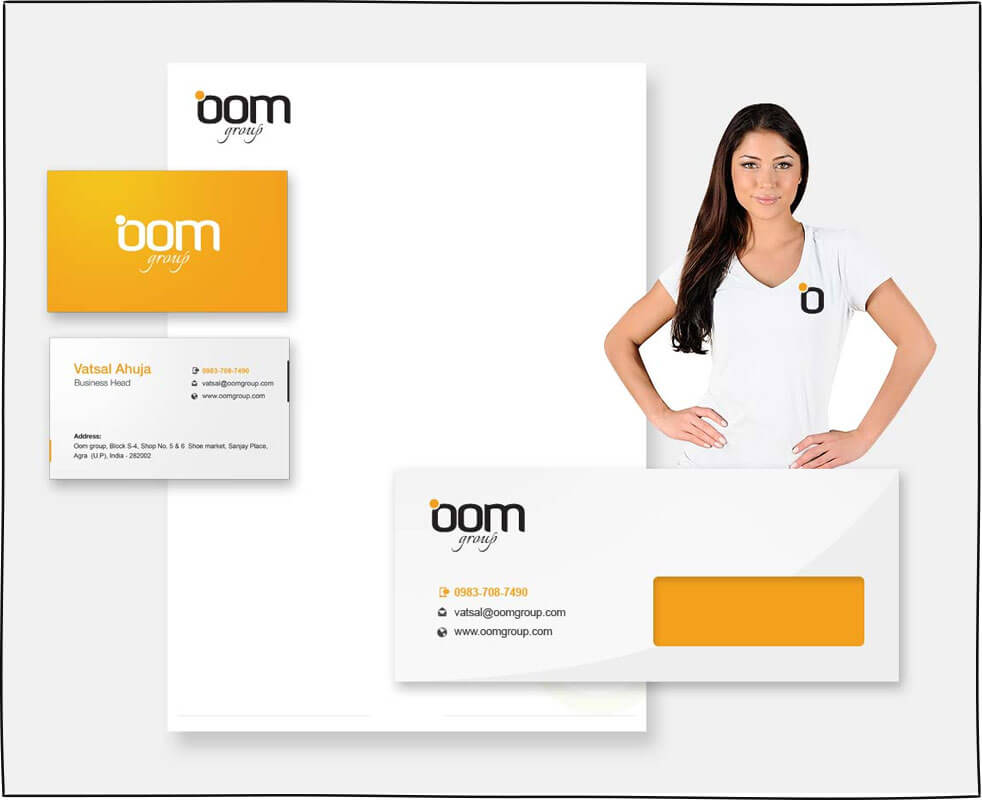 oom
group
oom
group
Vatsal Ahuja
Business Head
0983-708-7490
vatsal@oomgroup.com
www.oomgroup.com
Address:
Oom group, Block S-4, Shop No, 5 & 6 Shoe market, Sanjay Place,
Agra (U.P), India - 282002
o
oom
group
0983-708-7490
vatsal@oomgroup.com
www.oomgroup.com